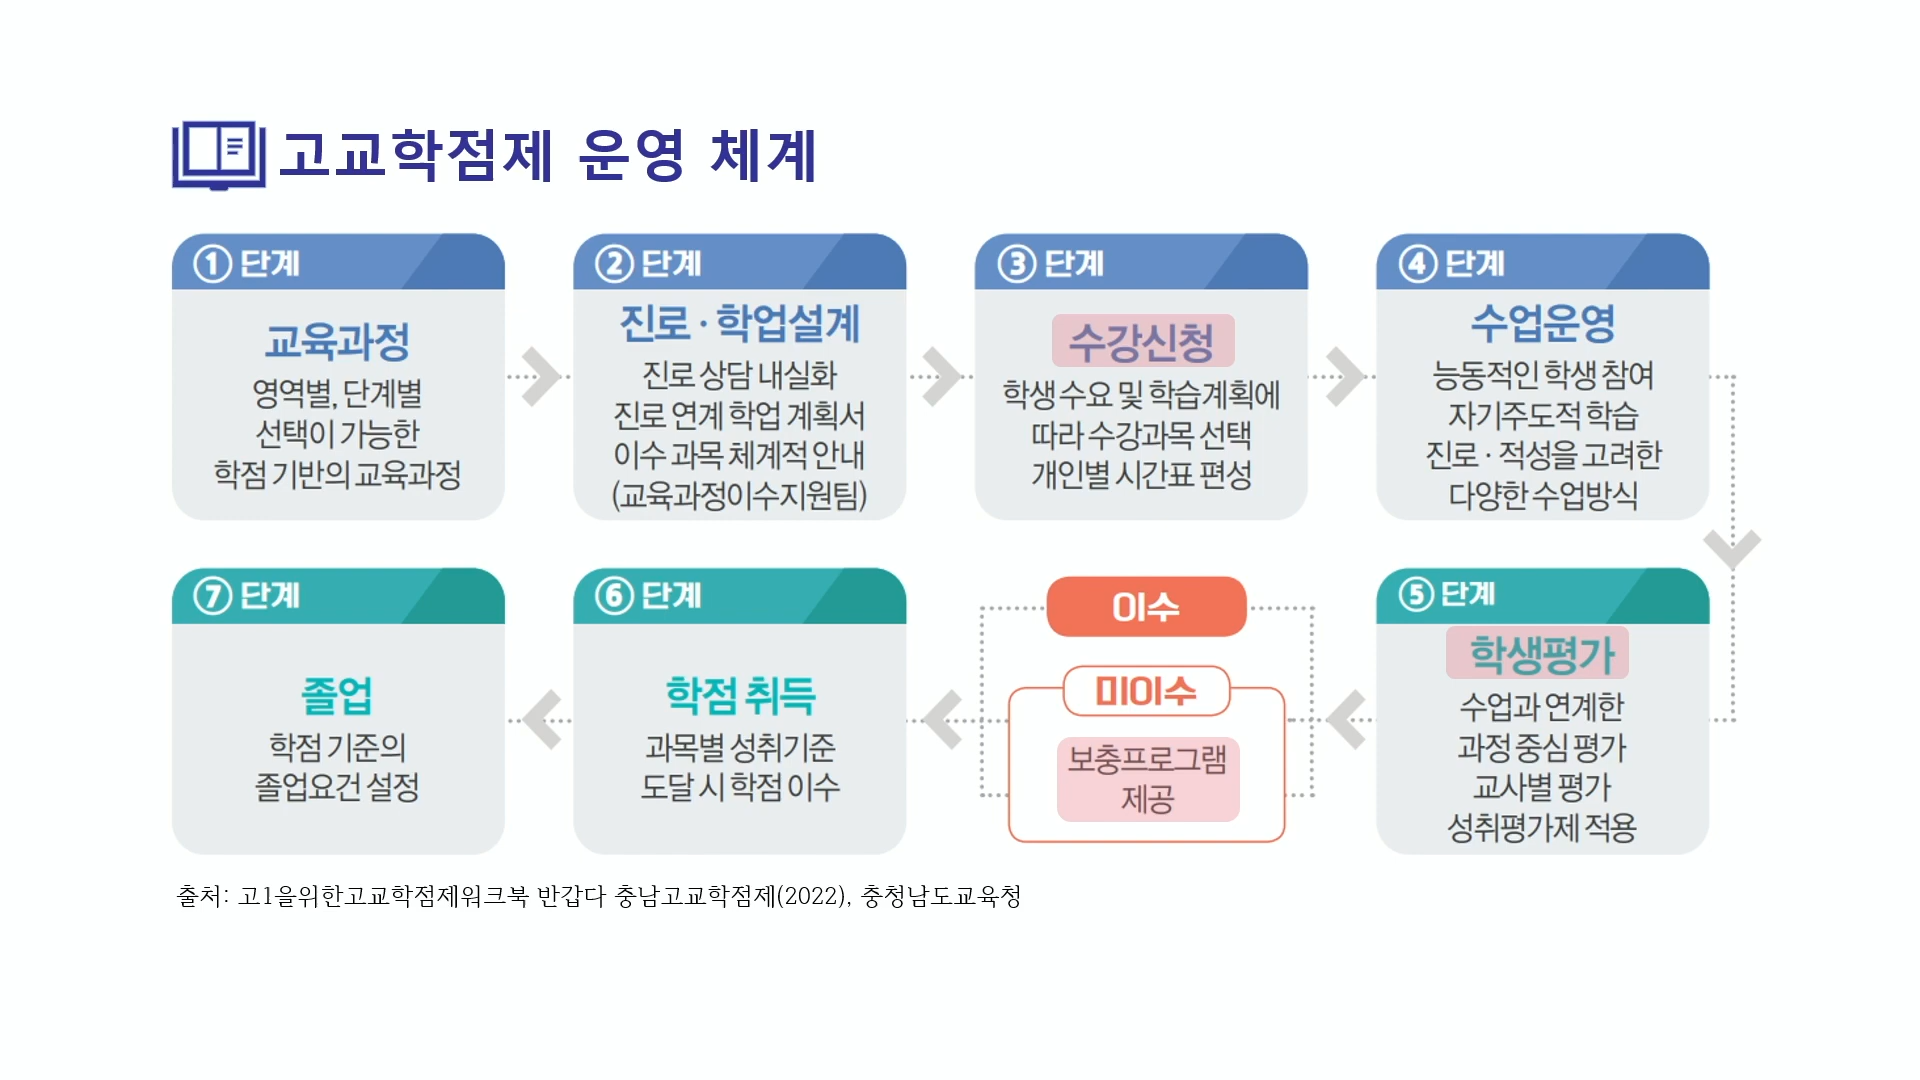 고교학점제 운영 체계
① 단계
교육과정
영역별, 단계별
선택이 가능한
학점 기반의 교육과정
② 단계
진로 · 학업설계
진로 상담 내실화
진로 연계 학업 계획서
이수 과목 체계적 안내
(교육과정이수지원팀)
③ 단계
수강신청
학생 수요 및 학습계획에
따라 수강과목 선택
개인별 시간표 편성
④ 단계
수업운영
능동적인 학생 참여
자기주도적 학습
진로 · 적성을 고려한
다양한 수업방식
⑤ 단계
학생평가
수업과 연계한
과정 중심 평가
교사별 평가
성취평가제 적용
이수
미이수
보충프로그램
제공
⑥ 단계
학점 취득
과목별 성취기준
도달 시 학점 이수
⑦ 단계
졸업
학점 기준의
졸업요건 설정
출처: 고1을위한고교학점제워크북 반갑다 충남고교학점제(2022), 충청남도교육청